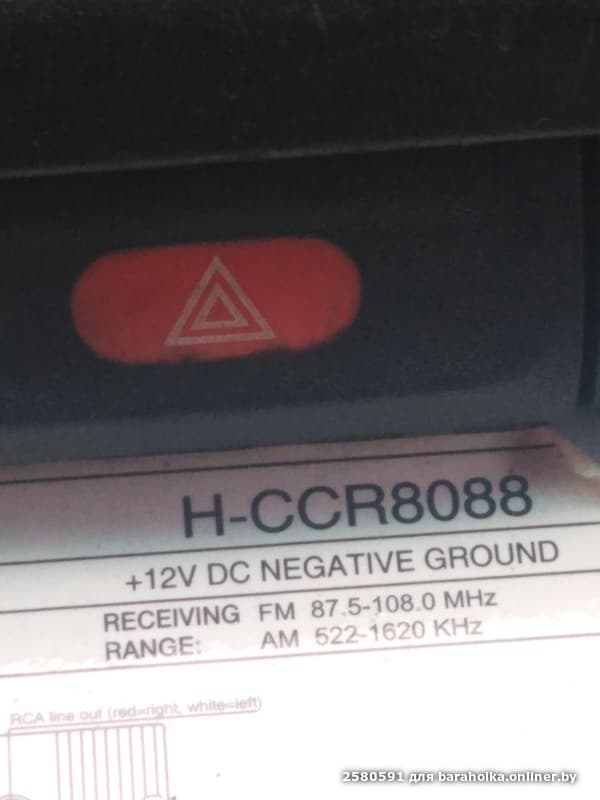 H-CCR8088
+12V DC NEGATIVE GROUND
RECEIVING FM 87.5-108.0 MHz
RANGE: AM 522-1620 KHz
RCA line out (red=right, white=left)
2580591 для baraholka.onliner.by